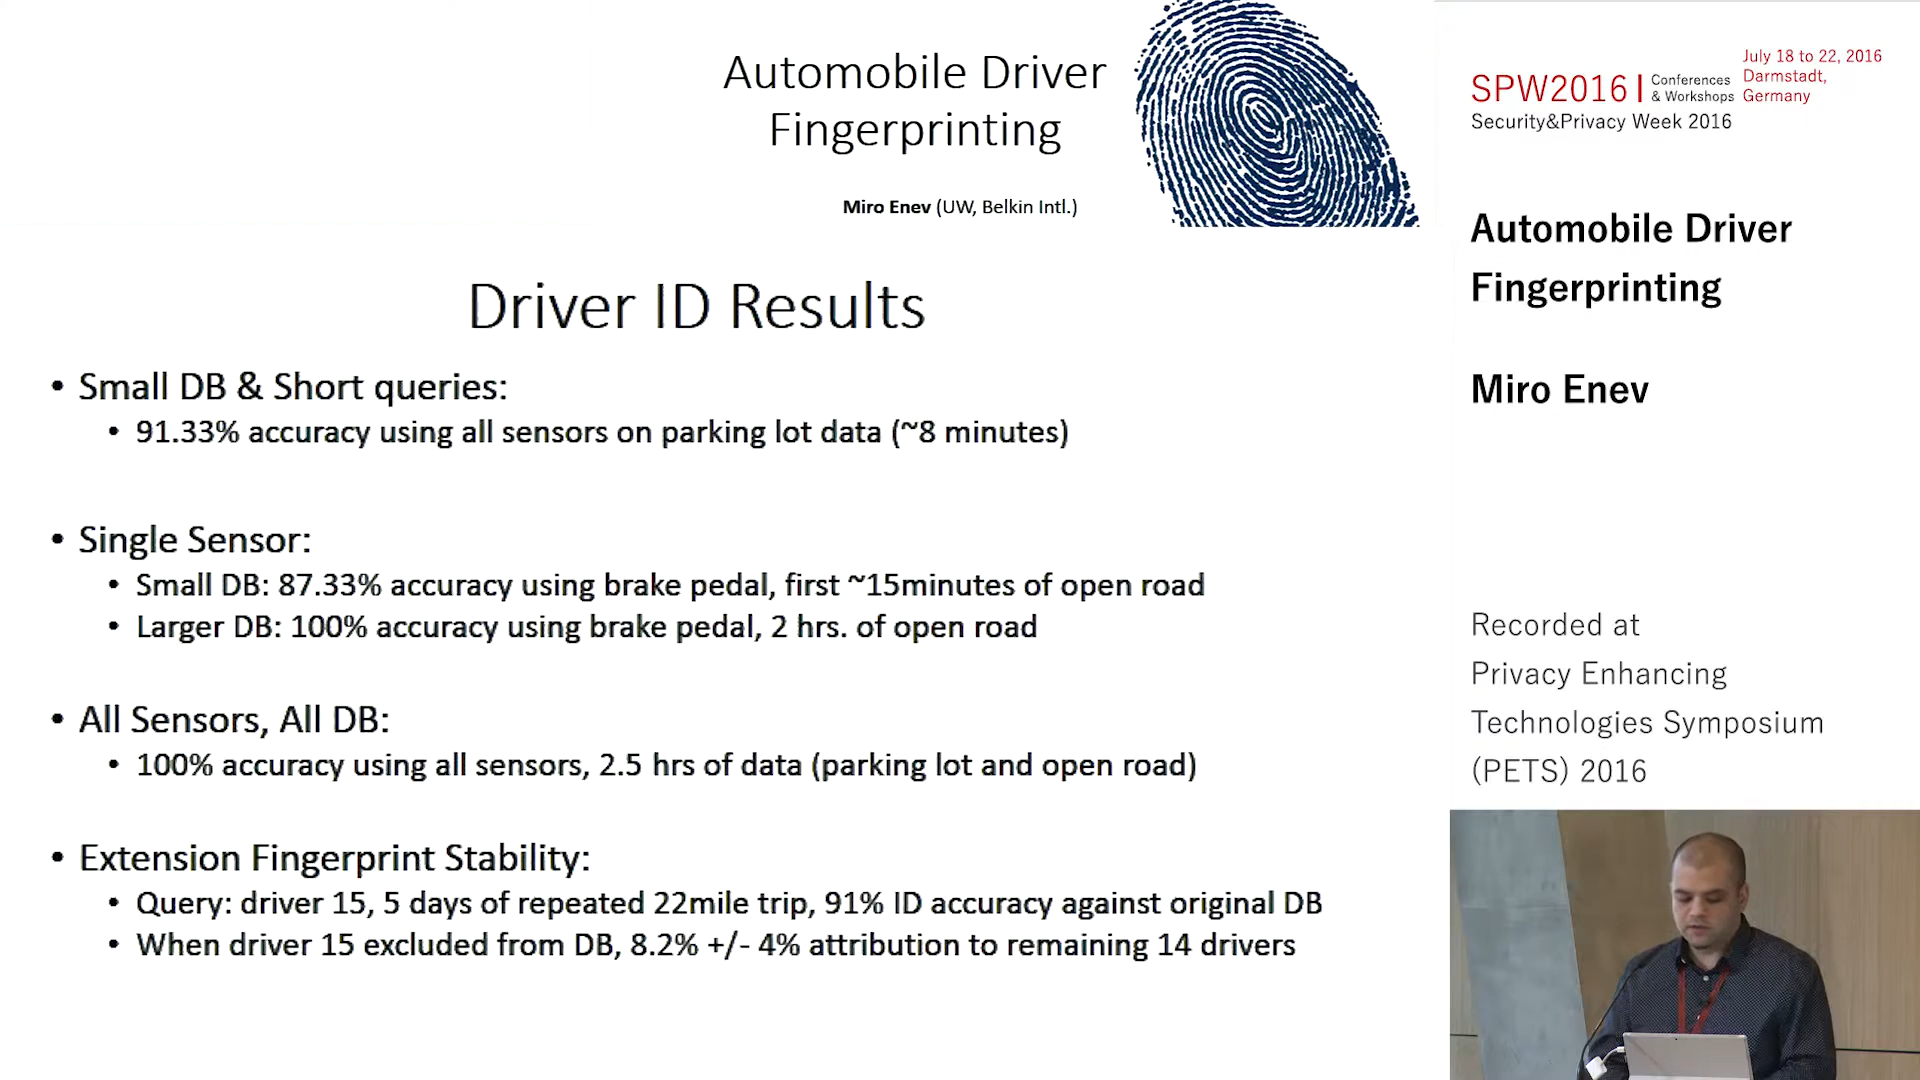 Automobile Driver
Fingerprinting
Miro Enev (UW, Belkin Intl.)
Driver ID Results
• Small DB & Short queries:
• 91.33% accuracy using all sensors on parking lot data (~8 minutes)
• Single Sensor:
• Small DB: 87.33% accuracy using brake pedal, first ~15minutes of open road
• Larger DB: 100% accuracy using brake pedal, 2 hrs. of open road
• All Sensors, All DB:
• 100% accuracy using all sensors, 2.5 hrs of data (parking lot and open road)
• Extension Fingerprint Stability:
• Query: driver 15, 5 days of repeated 22mile trip, 91% ID accuracy against original DB
• When driver 15 excluded from DB, 8.2% +/- 4% attribution to remaining 14 drivers
SPW2016 | Conferences & Workshops
July 18 to 22, 2016
Darmstadt,
Germany
Security&Privacy Week 2016
Automobile Driver
Fingerprinting
Miro Enev
Recorded at
Privacy Enhancing
Technologies Symposium
(PETS) 2016